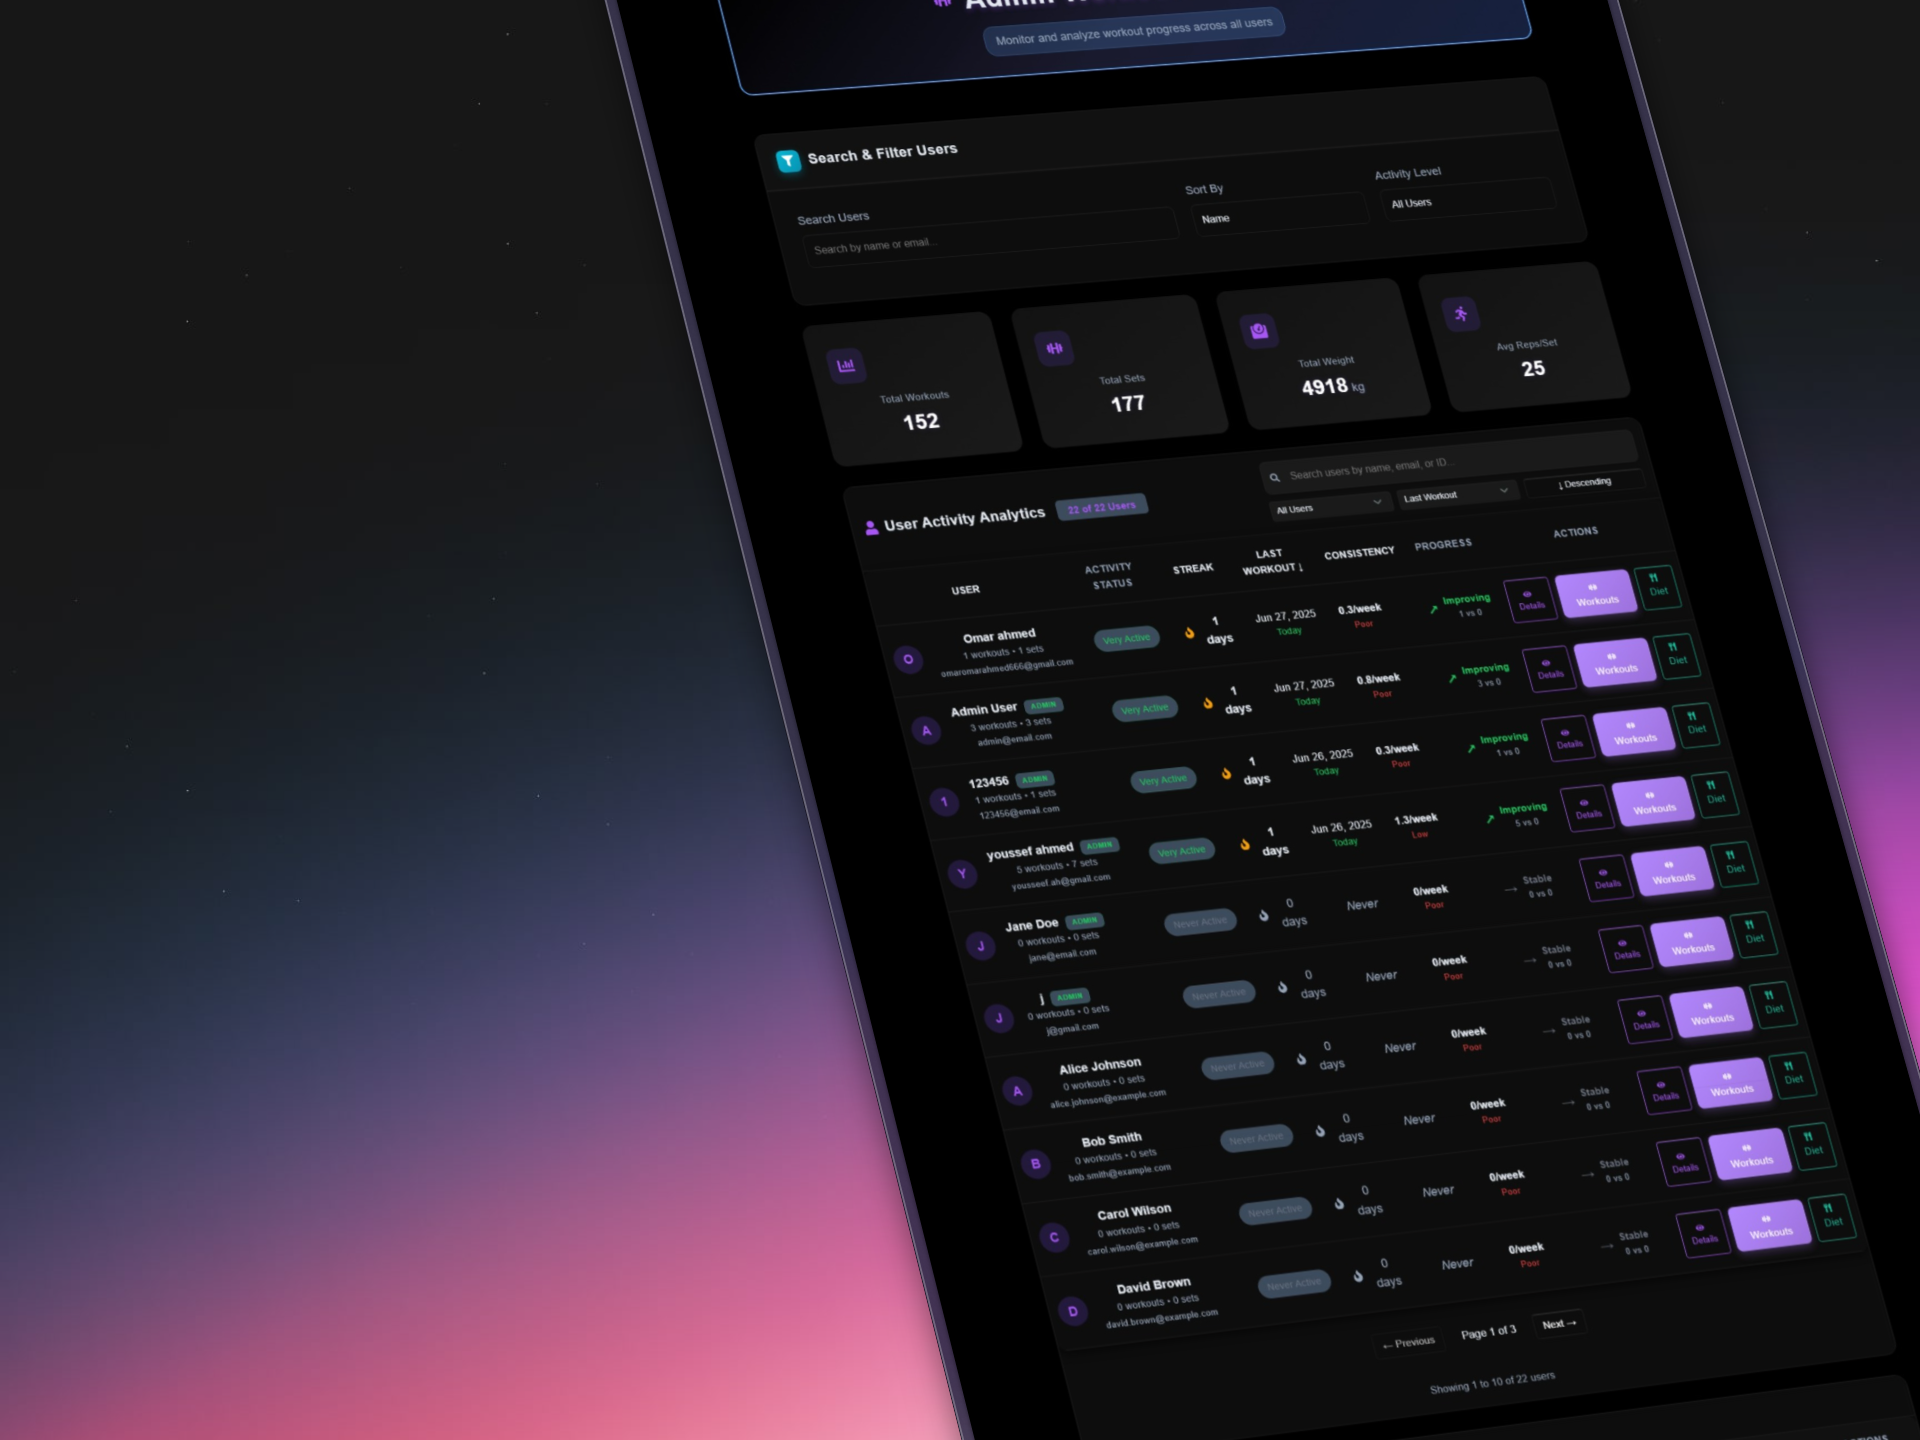 Admin
Monitor and analyze workout progress across all users
Search & Filter Users
Search Users
Search by name or email...
Sort By
Name
Activity Level
All Users
Total Workouts
152
Total Sets
177
Total Weight
4918 kg
Avg Reps/Set
25
User Activity Analytics
22 of 22 Users
Search users by name, email, or ID...
All Users
Last Workout
↓ Descending
USER
ACTIVITY
STATUS
STREAK
LAST
WORKOUT ↓
CONSISTENCY
PROGRESS
ACTIONS
O
Omar ahmed
1 workouts • 1 sets
omaromarahmed666@gmail.com
Very Active
1
days
Jun 27, 2025
Today
0.3/week
Poor
↗ Improving
1 vs 0
Details
Workouts
Diet
A
Admin User ADMIN
3 workouts • 3 sets
admin@email.com
Very Active
1
days
Jun 27, 2025
Today
0.8/week
Poor
↗ Improving
3 vs 0
Details
Workouts
Diet
1
123456 ADMIN
1 workouts • 1 sets
123456@email.com
Very Active
1
days
Jun 26, 2025
Today
0.3/week
Poor
↗ Improving
1 vs 0
Details
Workouts
Diet
Y
youssef ahmed ADMIN
5 workouts • 7 sets
yousseef.ah@gmail.com
Very Active
1
days
Jun 26, 2025
Today
1.3/week
Low
↗ Improving
5 vs 0
Details
Workouts
Diet
J
Jane Doe ADMIN
0 workouts • 0 sets
jane@email.com
Never Active
0
days
Never
0/week
Poor
→ Stable
0 vs 0
Details
Workouts
Diet
J
j ADMIN
0 workouts • 0 sets
j@gmail.com
Never Active
0
days
Never
0/week
Poor
→ Stable
0 vs 0
Details
Workouts
Diet
A
Alice Johnson
0 workouts • 0 sets
alice.johnson@example.com
Never Active
0
days
Never
0/week
Poor
→ Stable
0 vs 0
Details
Workouts
Diet
B
Bob Smith
0 workouts • 0 sets
bob.smith@example.com
Never Active
0
days
Never
0/week
Poor
→ Stable
0 vs 0
Details
Workouts
Diet
C
Carol Wilson
0 workouts • 0 sets
carol.wilson@example.com
Never Active
0
days
Never
0/week
Poor
→ Stable
0 vs 0
Details
Workouts
Diet
D
David Brown
0 workouts • 0 sets
david.brown@example.com
Never Active
0
days
Never
0/week
Poor
→ Stable
0 vs 0
Details
Workouts
Diet
← Previous
Page 1 of 3
Next →
Showing 1 to 10 of 22 users